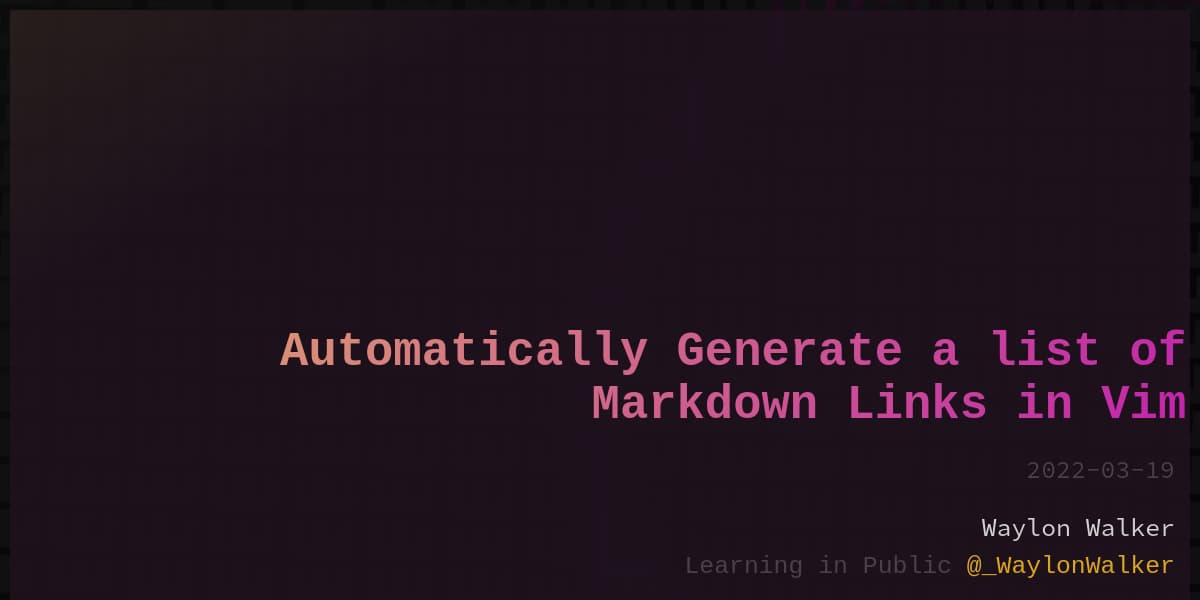 Automatically Generate a list of
Markdown Links in Vim
2022-03-19
Waylon Walker
Learning in Public @_WaylonWalker